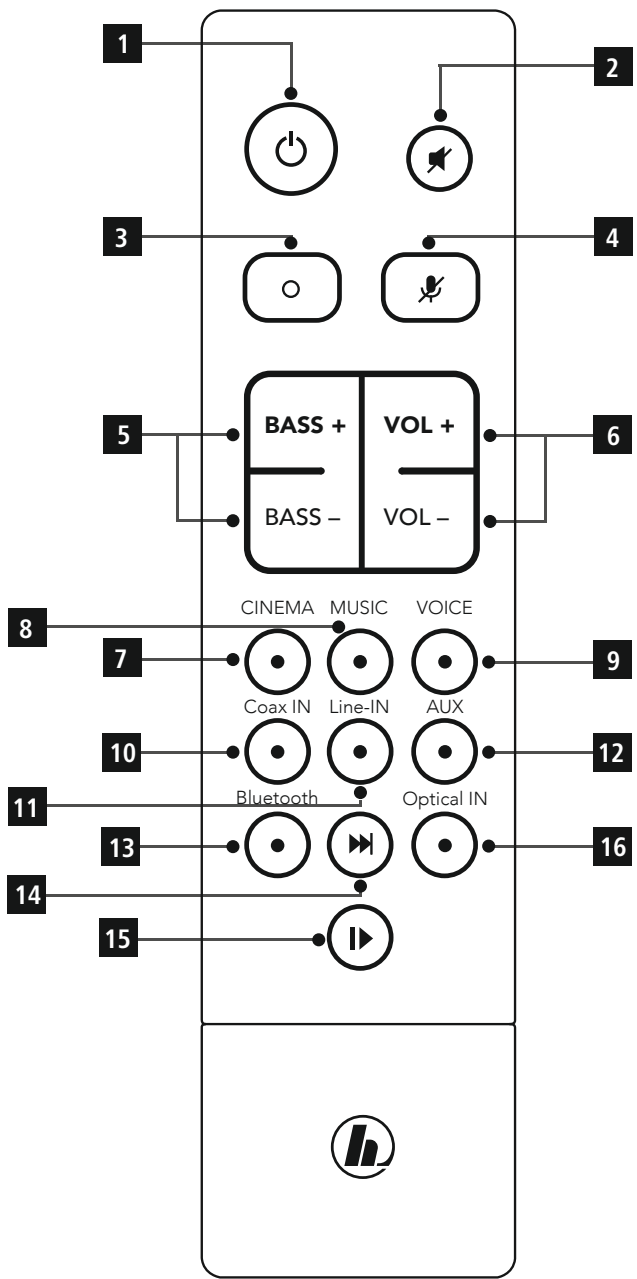 1
2
3
4
5
BASS +
VOL +
6
BASS –
VOL –
CINEMA MUSIC VOICE
8
7
9
Coax IN Line-IN AUX
10
12
11
Bluetooth
Optical IN
13
16
14
15
h